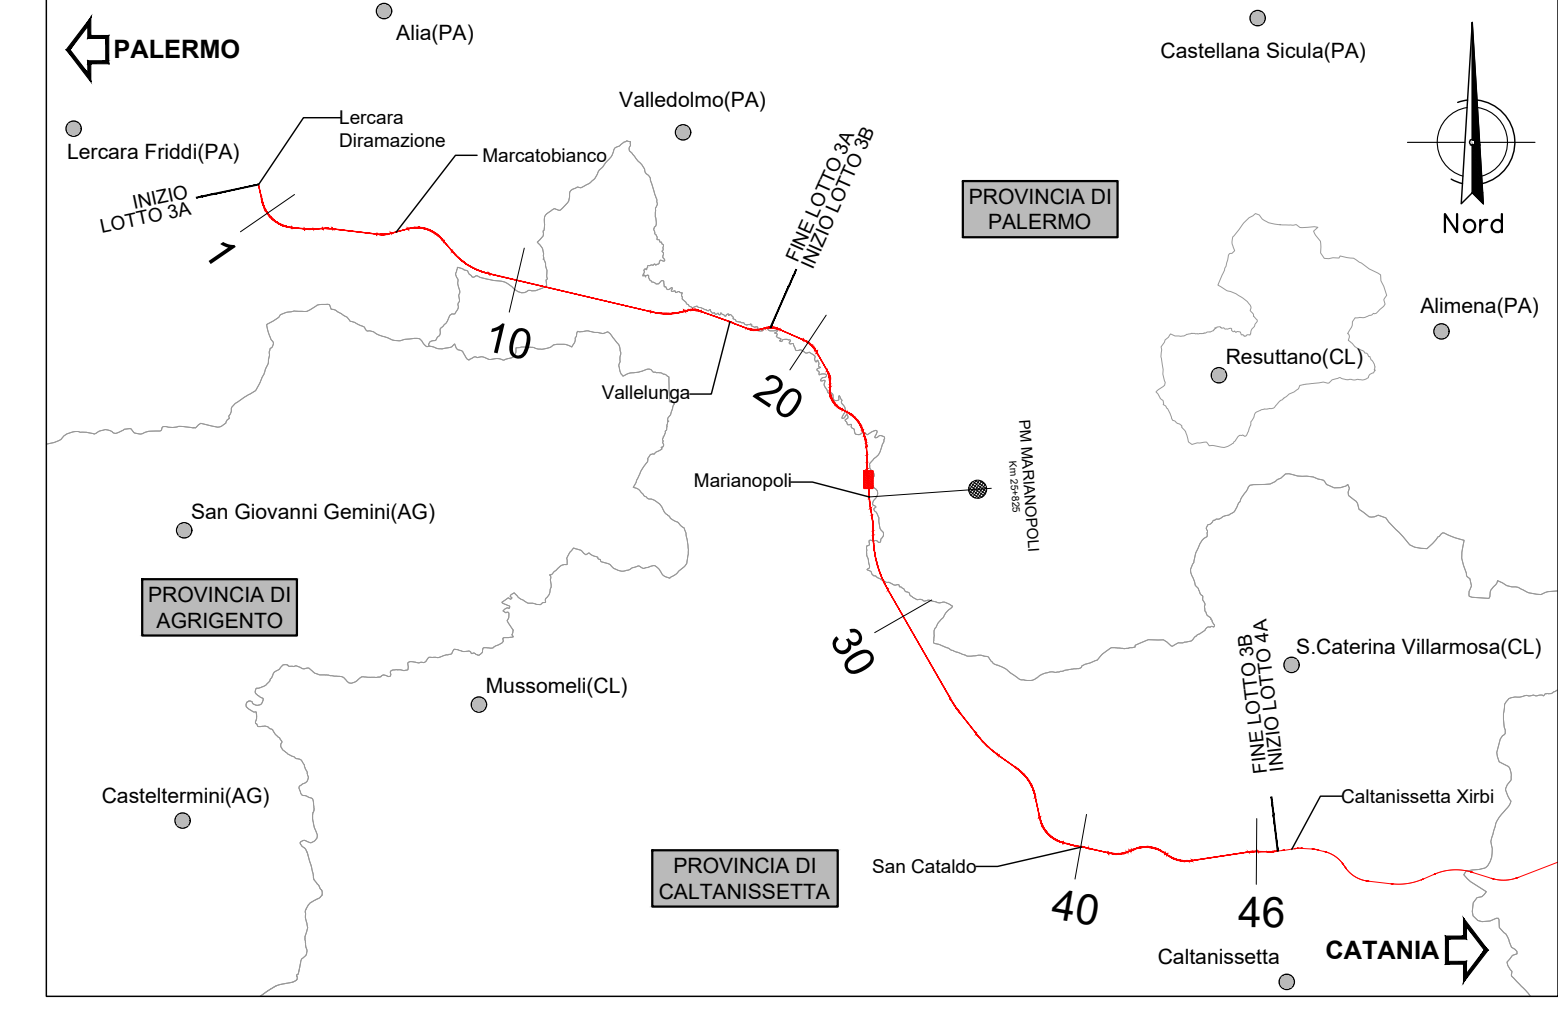 Alia(PA)
PALERMO
Castellana Sicula(PA)
Valledolmo(PA)
Lercara
Diramazione
Lercara Friddi(PA)
Marcatobianco
INIZIO
LOTTO 3A
FINE LOTTO 3A
INIZIO LOTTO 3B
PROVINCIA DI
PALERMO
Nord
1
10
Alimena(PA)
Resuttano(CL)
Vallelunga
20
Marianopoli
PM MARIANOPOLI
Km 25+825
San Giovanni Gemini(AG)
PROVINCIA DI
AGRIGENTO
30
FINE LOTTO 3B
INIZIO LOTTO 4A
S.Caterina Villarmosa(CL)
Mussomeli(CL)
Casteltermini(AG)
Caltanissetta Xirbi
PROVINCIA DI
CALTANISSETTA
San Cataldo
40
46
CATANIA
Caltanissetta